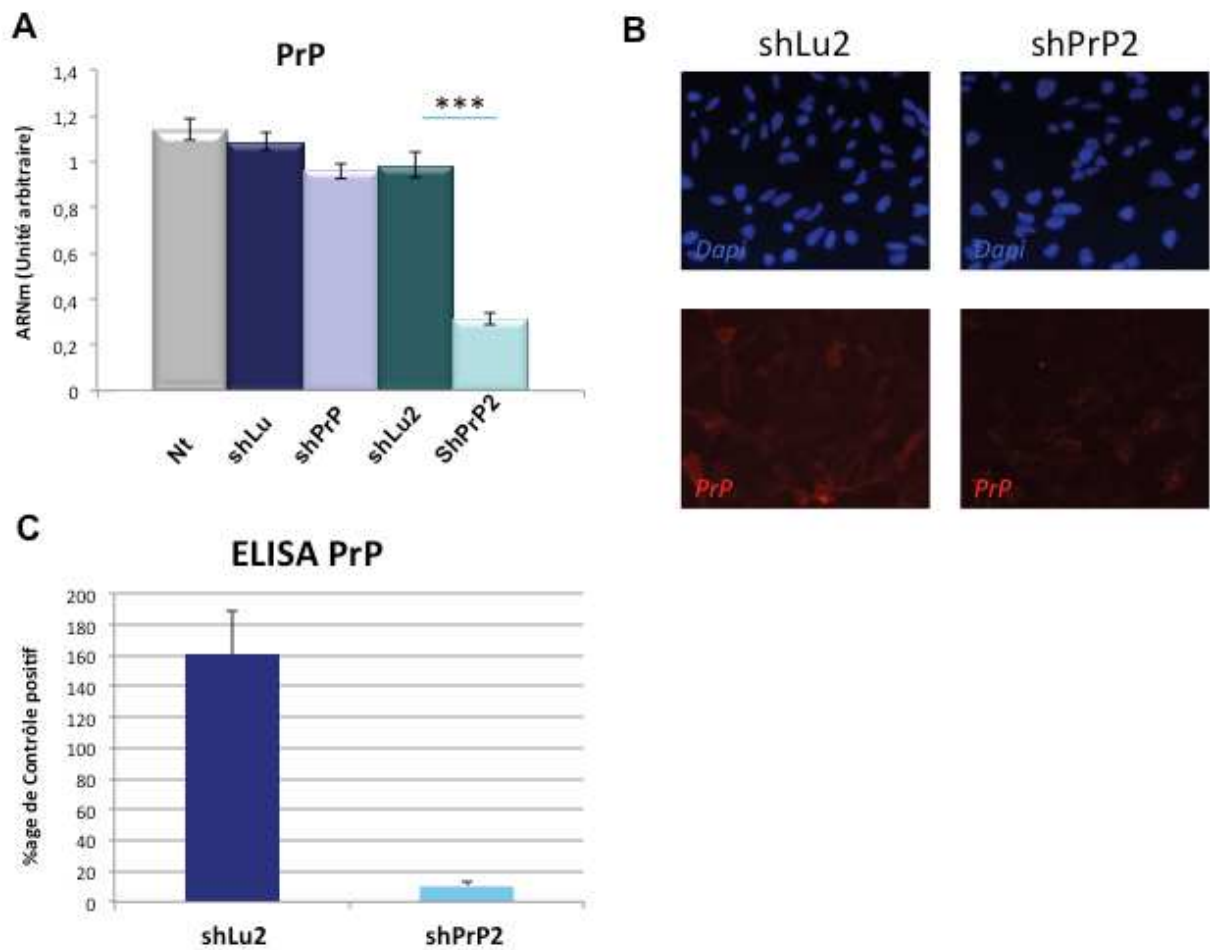 A
PrP
1,4
1,2
1
0,8
0,6
0,4
0,2
0
ARNm (Unité arbitraire)
***
Nt
shLu
shPrP
shLu2
ShPrP2
B
shLu2
shPrP2
Dapi
Dapi
PrP
PrP
C
ELISA PrP
200
180
160
140
120
100
80
60
40
20
0
%age de Contrôle positif
shLu2
shPrP2